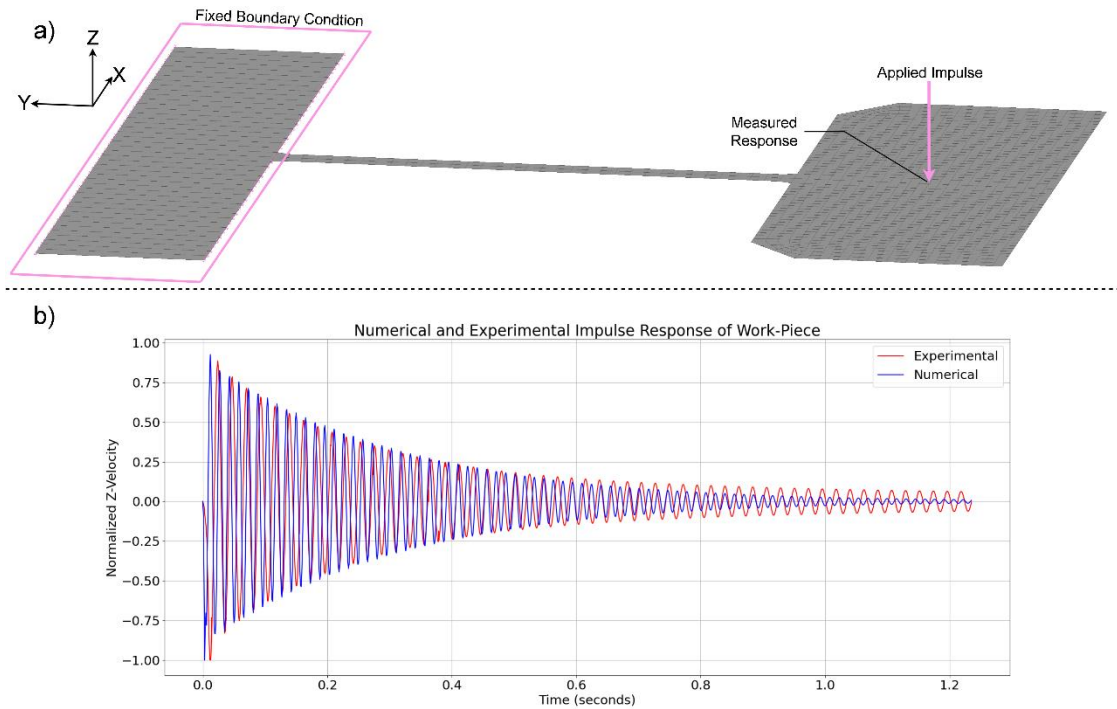 a)
Fixed Boundary Condtion
Z
X
Y
Applied Impulse
Measured
Response
b)
Numerical and Experimental Impulse Response of Work-Piece
Experimental
Numerical
Normalized Z-Velocity
1.00
0.75
0.50
0.25
0.00
−0.25
−0.50
−0.75
−1.00
0.0 0.2 0.4 0.6 0.8 1.0 1.2
Time (seconds)